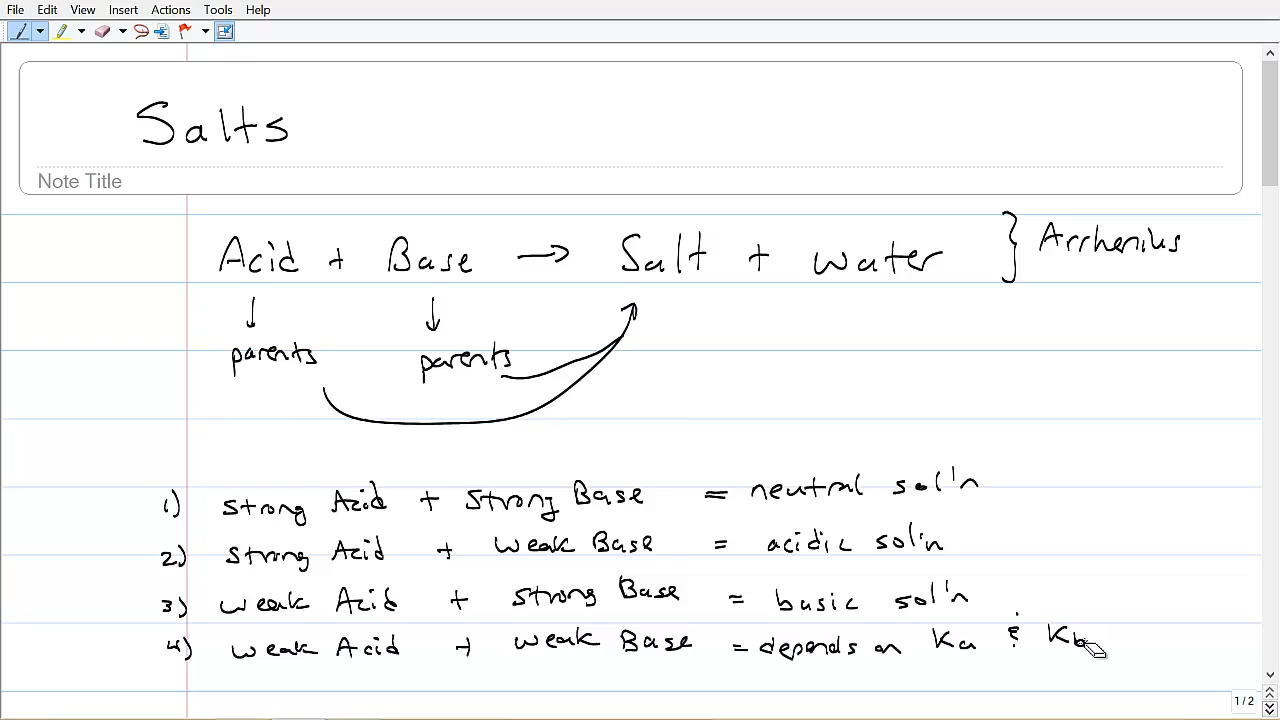 File Edit View Insert Actions Tools Help
Salts
Note Title
Acid + Base → Salt + water } Arrhenius
↓ ↓
parents parents
1) strong Acid + strong Base = neutral sol'n
2) strong Acid + weak Base = acidic sol'n
3) weak Acid + strong Base = basic sol'n
4) weak Acid + weak Base = depends on Ka & Kb
1 / 2